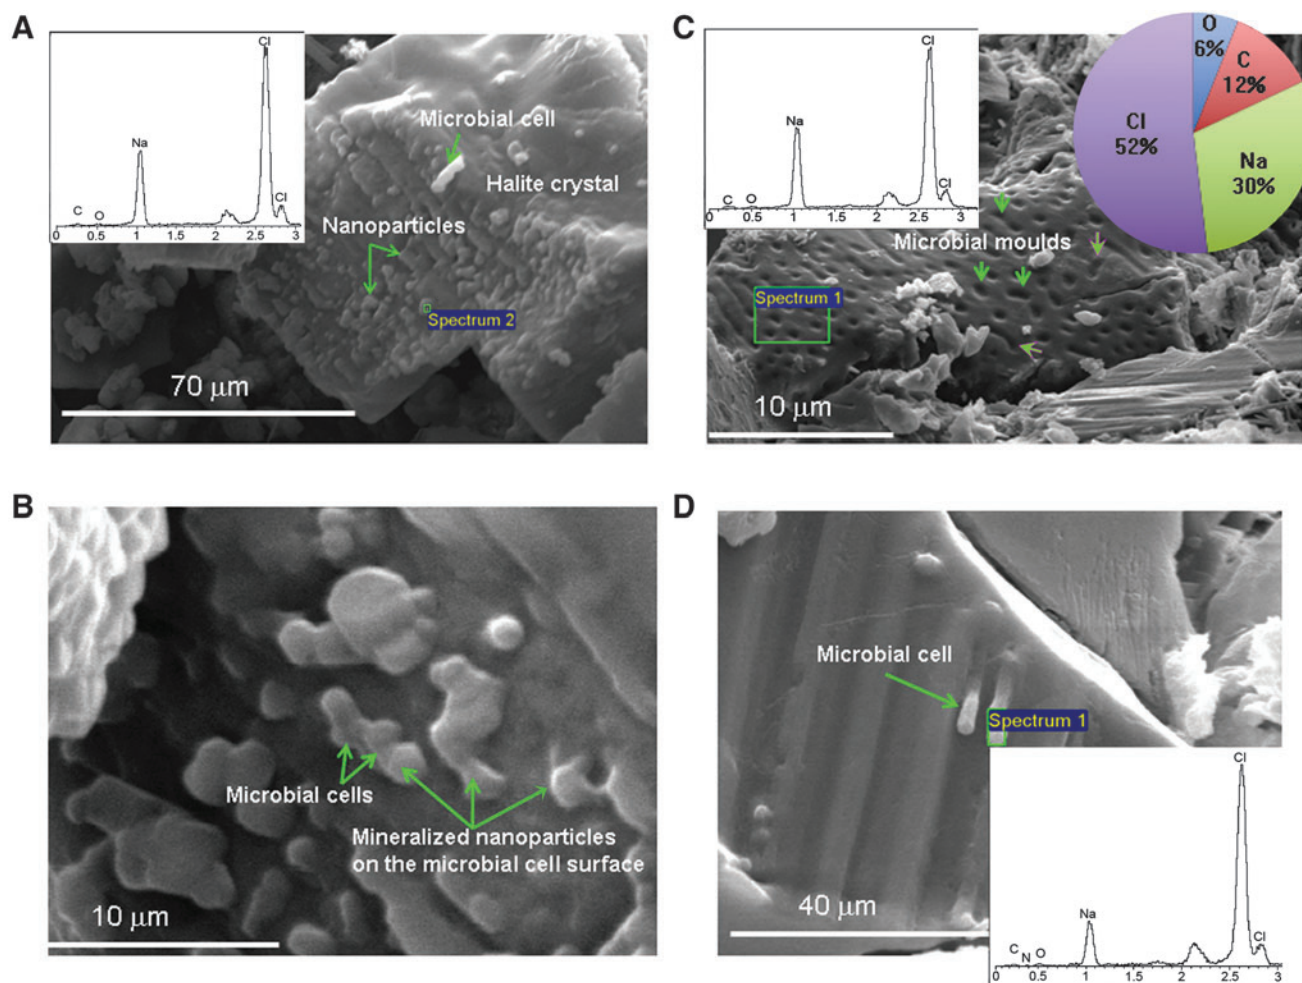 A
Cl
Na
Cl
C
O
0
0.5
1
1.5
2
2.5
3
Microbial cell
Halite crystal
Nanoparticles
Spectrum 2
70 μm
C
Cl
Na
Cl
C
O
0
0.5
1
1.5
2
2.5
3
O
6%
C
12%
Cl
52%
Na
30%
Microbial moulds
Spectrum 1
10 μm
B
Microbial cells
Mineralized nanoparticles
on the microbial cell surface
10 μm
D
Microbial cell
Spectrum 1
40 μm
Cl
Na
Cl
C
N
O
0
0.5
1
1.5
2
2.5
3